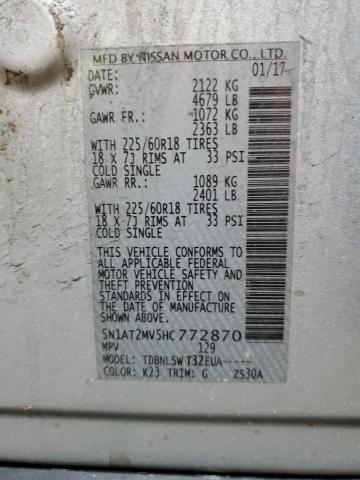 MFD BY NISSAN MOTOR CO., LTD.
DATE: 01/17
GVWR: 2122 KG
4679 LB
GAWR FR.: 1072 KG
2363 LB
WITH 225/60R18 TIRES
18 X 7J RIMS AT 33 PSI
COLD SINGLE
GAWR RR.: 1089 KG
2401 LB
WITH 225/60R18 TIRES
18 X 7J RIMS AT 33 PSI
COLD SINGLE
THIS VEHICLE CONFORMS TO
ALL APPLICABLE FEDERAL
MOTOR VEHICLE SAFETY AND
THEFT PREVENTION
STANDARDS IN EFFECT ON THE
DATE OF MANUFACTURE
SHOWN ABOVE.
5N1AT2MV5HC772870
MPV 129
MODEL: TDBNLSW T32EUA-----
COLOR: K23 TRIM: G ZS30A